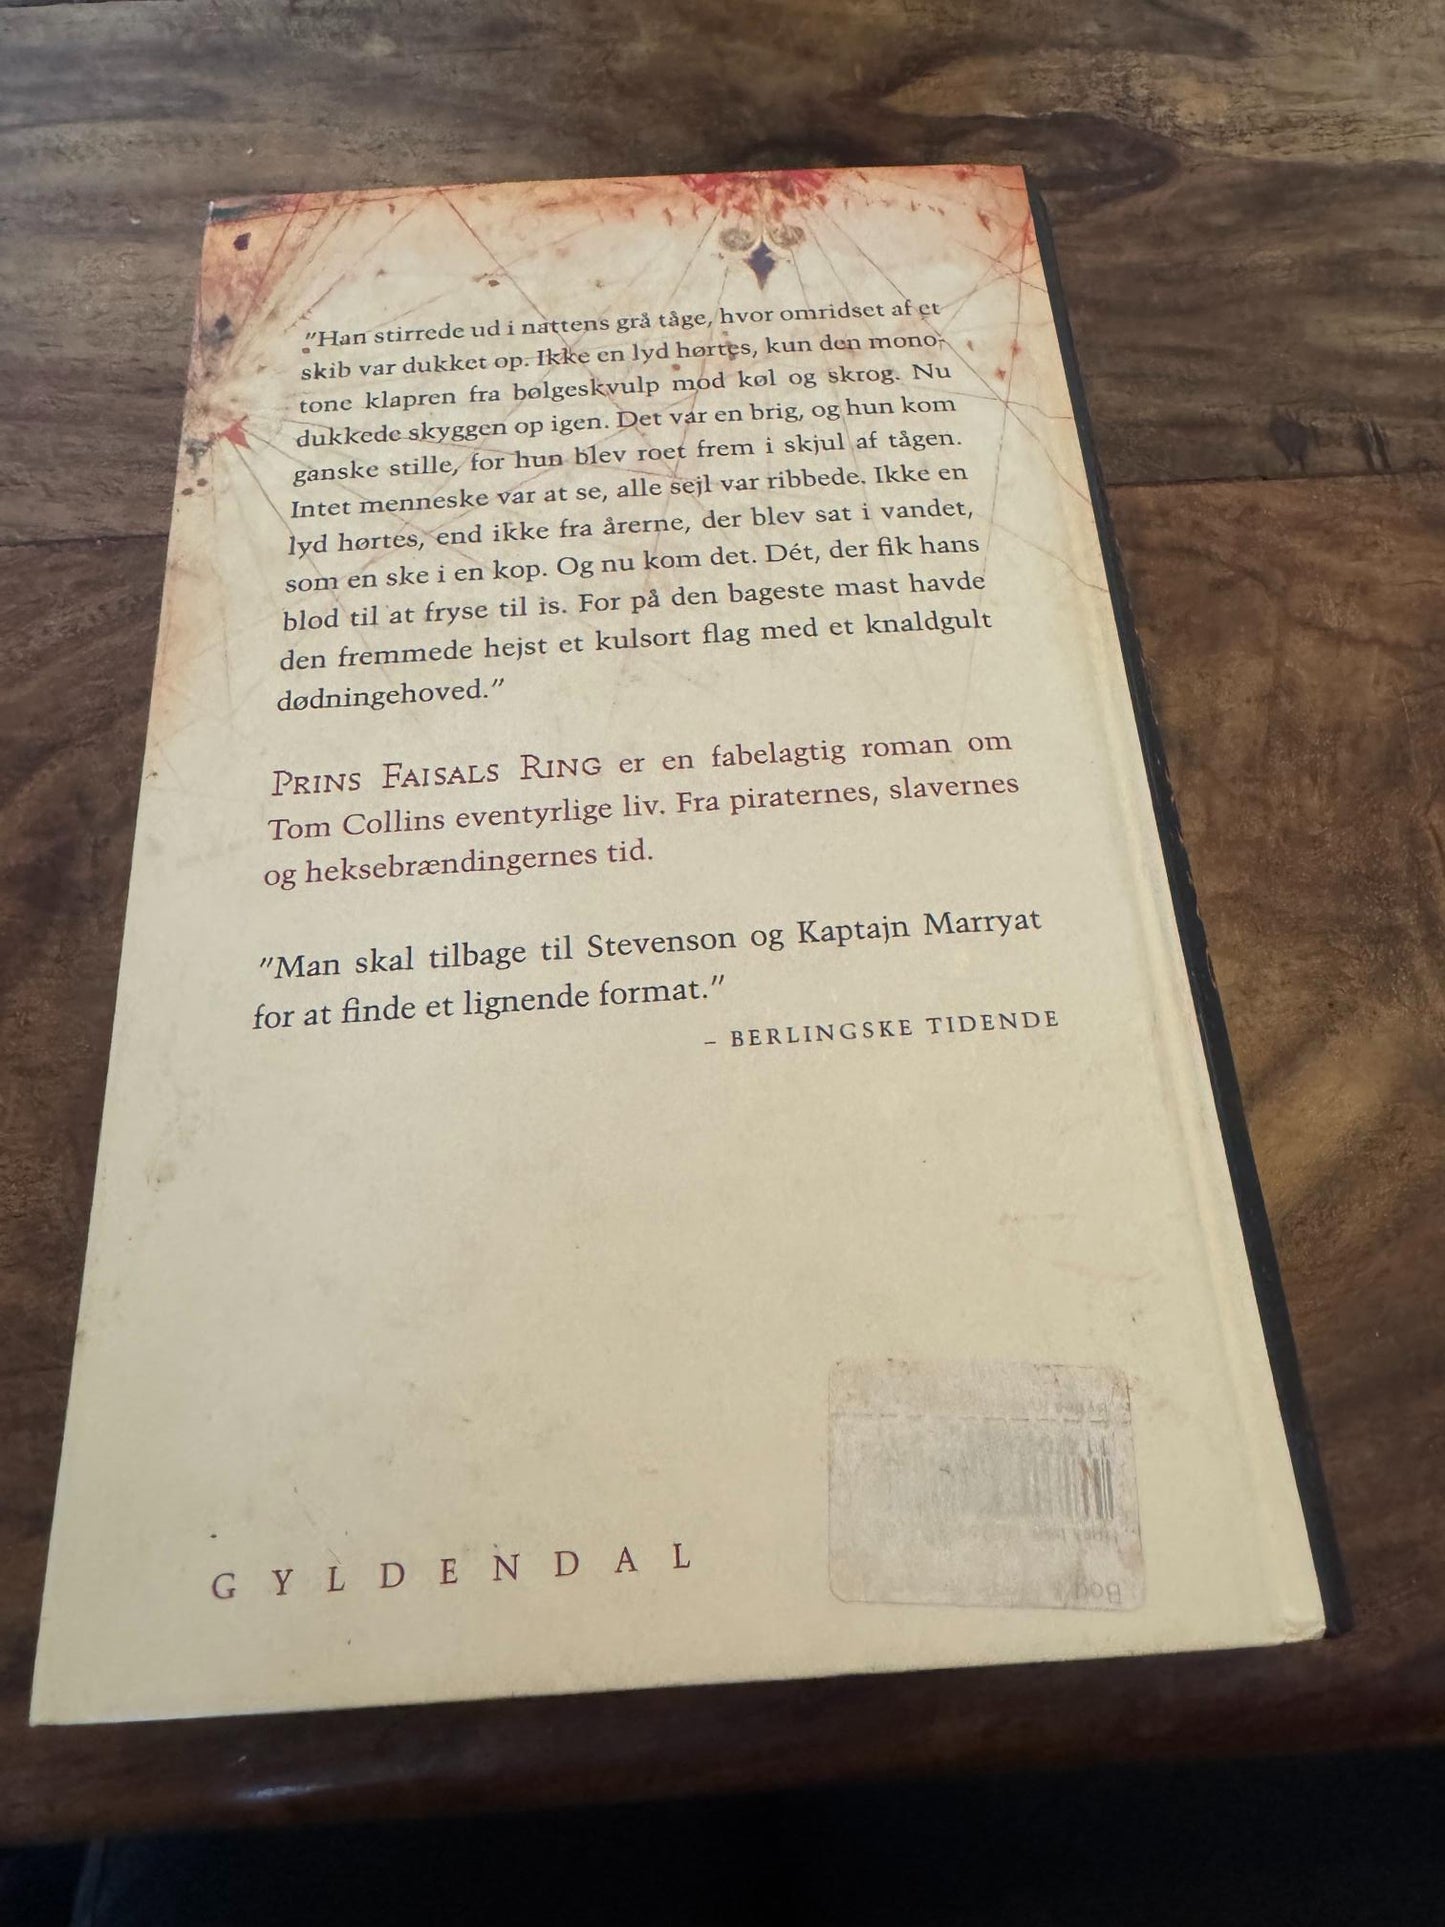 "Han stirrede ud i nattens grå tåge, hvor omridset af et
skib var dukket op. Ikke en lyd hørtes, kun den mono-
tone klapren fra bølgeskvulp mod køl og skrog. Nu
dukkede skyggen op igen. Det var en brig, og hun kom
ganske stille, for hun blev roet frem i skjul af tågen.
Intet menneske var at se, alle sejl var ribbede. Ikke en
lyd hørtes, end ikke fra årerne, der blev sat i vandet,
som en ske i en kop. Og nu kom det. Dét, der fik hans
blod til at fryse til is. For på den bageste mast havde
den fremmede hejst et kulsort flag med et knaldgult
dødningehoved."
PRINS FAISALS RING er en fabelagtig roman om
Tom Collins eventyrlige liv. Fra piraternes, slavernes
og heksebrændingernes tid.
"Man skal tilbage til Stevenson og Kaptajn Marryat
for at finde et lignende format."
– BERLINGSKE TIDENDE
GYLDENDAL
Bog